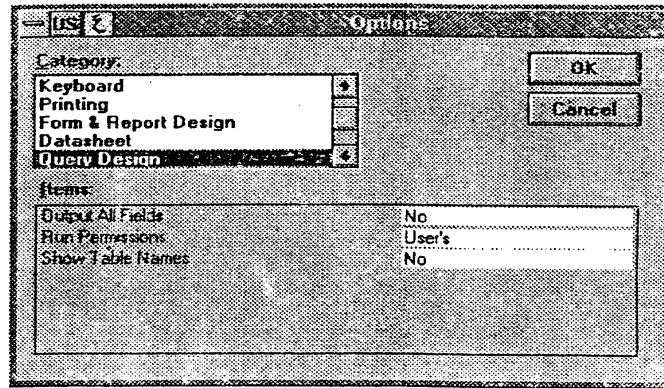 US ع Options
Category:
OK
Keyboard
Printing
Cancel
Form & Report Design
Datasheet
Query Design
Items:
Output All Fields No
Run Permissions User's
Show Table Names No